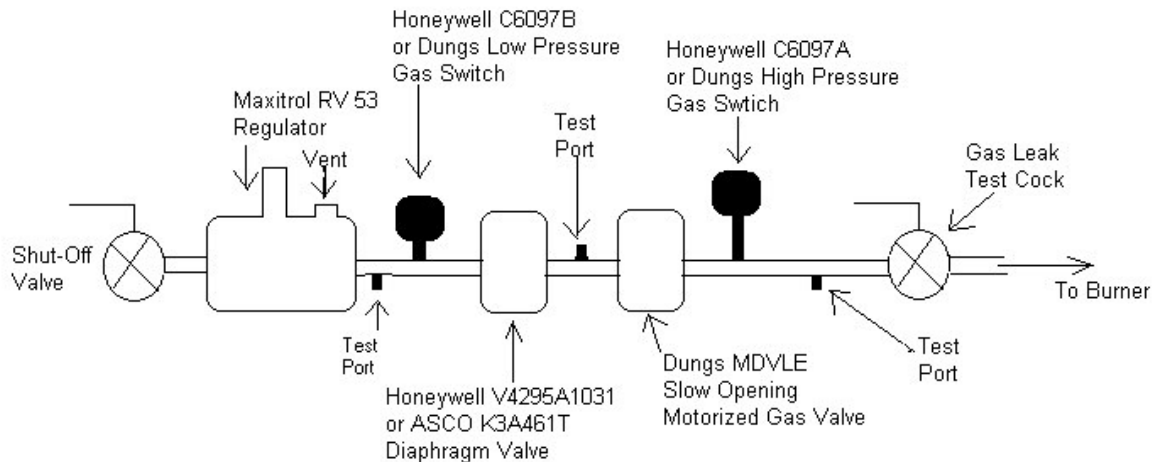 Honeywell C6097B
or Dungs Low Pressure
Gas Switch
Honeywell C6097A
or Dungs High Pressure
Gas Swtich
Maxitrol RV 53
Regulator
Vent
Test
Port
Gas Leak
Test Cock
Shut-Off
Valve
To Burner
Test
Port
Honeywell V4295A1031
or ASCO K3A461T
Diaphragm Valve
Dungs MDVLE
Slow Opening
Motorized Gas Valve
Test
Port